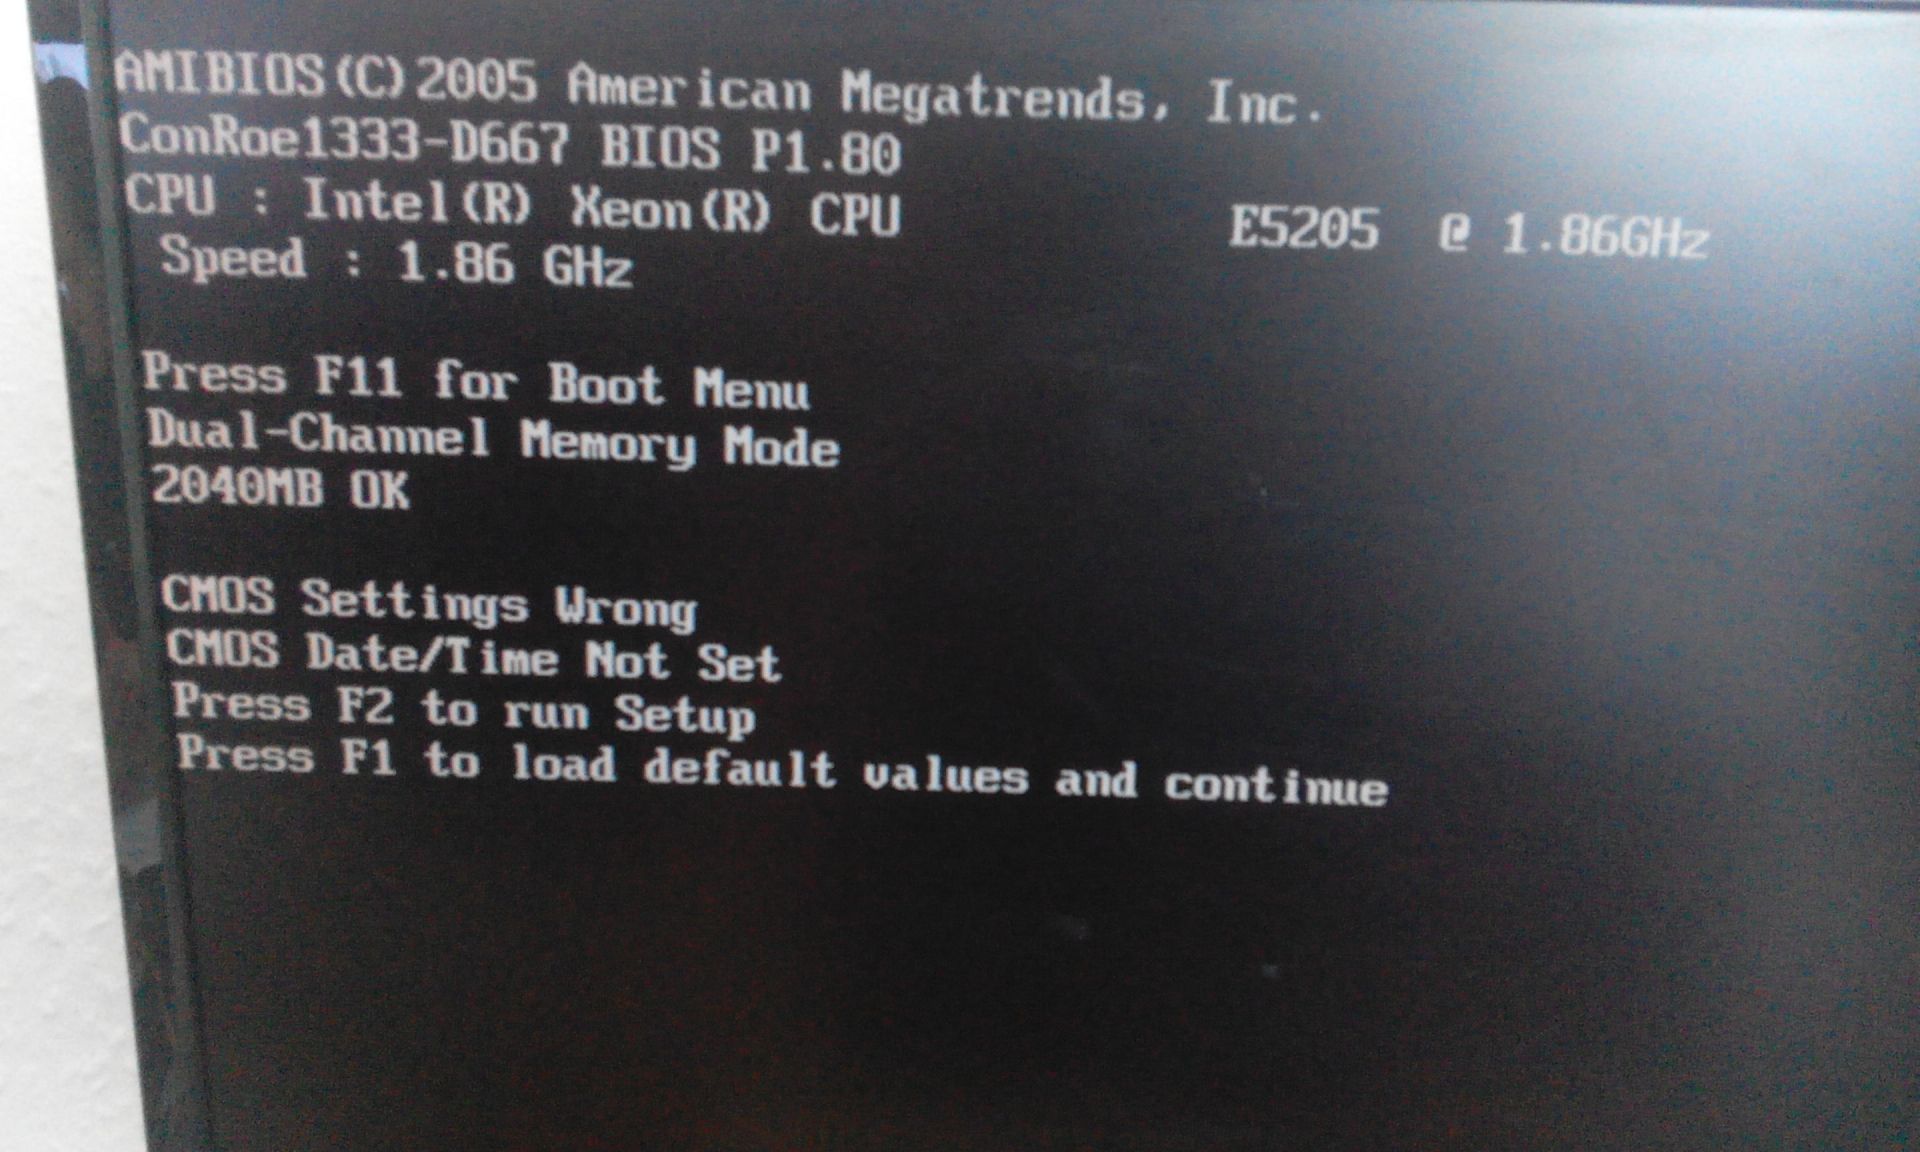 AMIBIOS(C)2005 American Megatrends, Inc.
ConRoe1333-D667 BIOS P1.80
CPU : Intel(R) Xeon(R) CPU E5205 @ 1.86GHz
Speed : 1.86 GHz
Press F11 for Boot Menu
Dual-Channel Memory Mode
2040MB OK
CMOS Settings Wrong
CMOS Date/Time Not Set
Press F2 to run Setup
Press F1 to load default values and continue